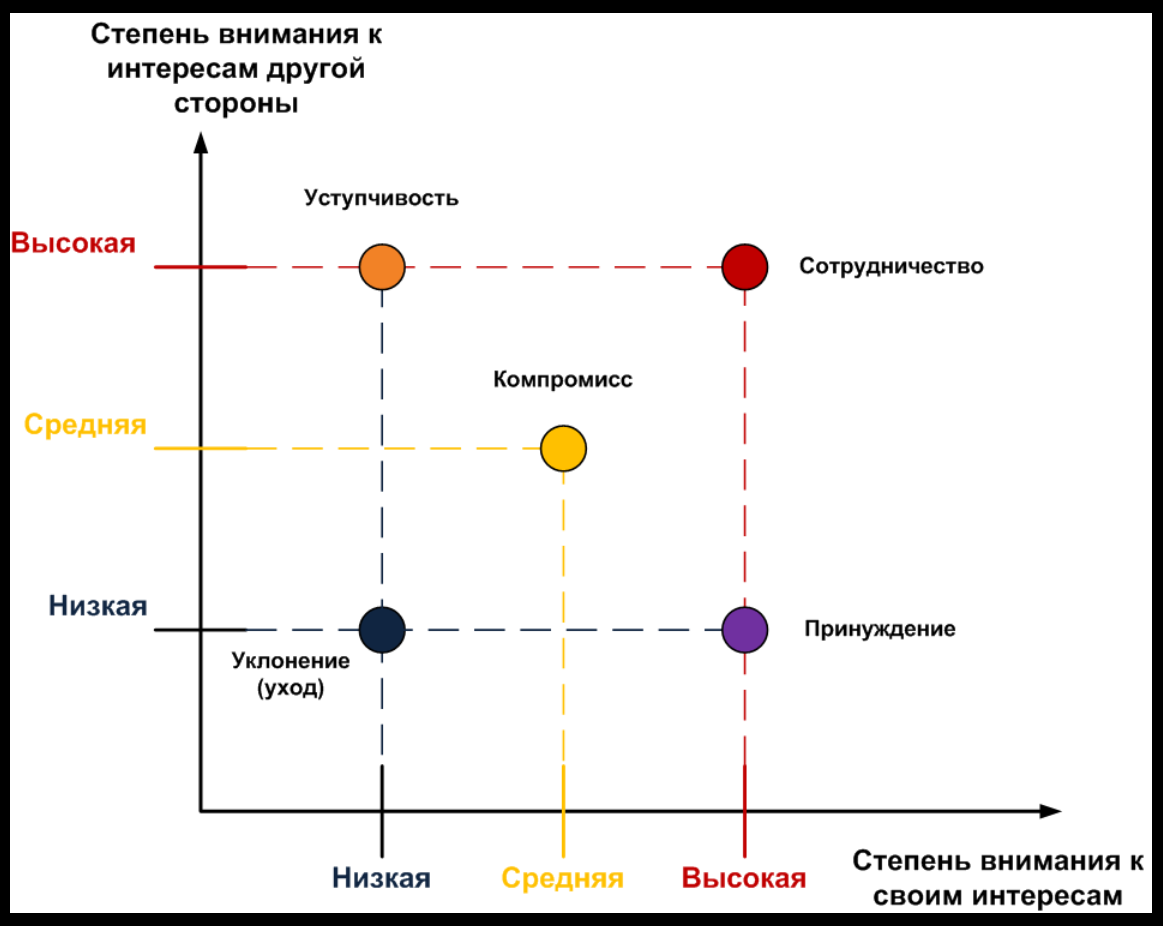 Степень внимания к
интересам другой
стороны
Уступчивость
Высокая
Сотрудничество
Компромисс
Средняя
Низкая
Принуждение
Уклонение
(уход)
Низкая
Средняя
Высокая
Степень внимания к
своим интересам